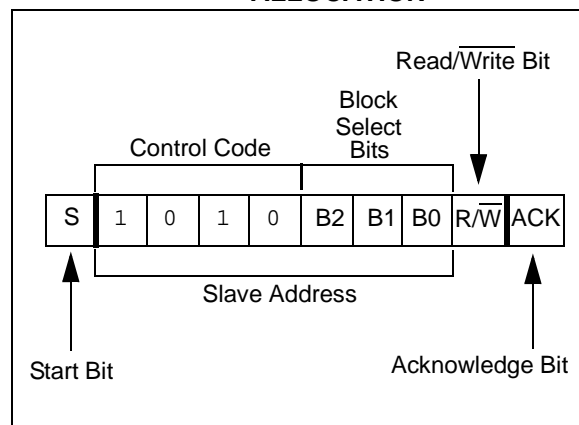 Read/Write Bit
Block
Select
Bits
Control Code
S 1 0 1 0 B2 B1 B0 R/W ACK
Slave Address
Start Bit
Acknowledge Bit